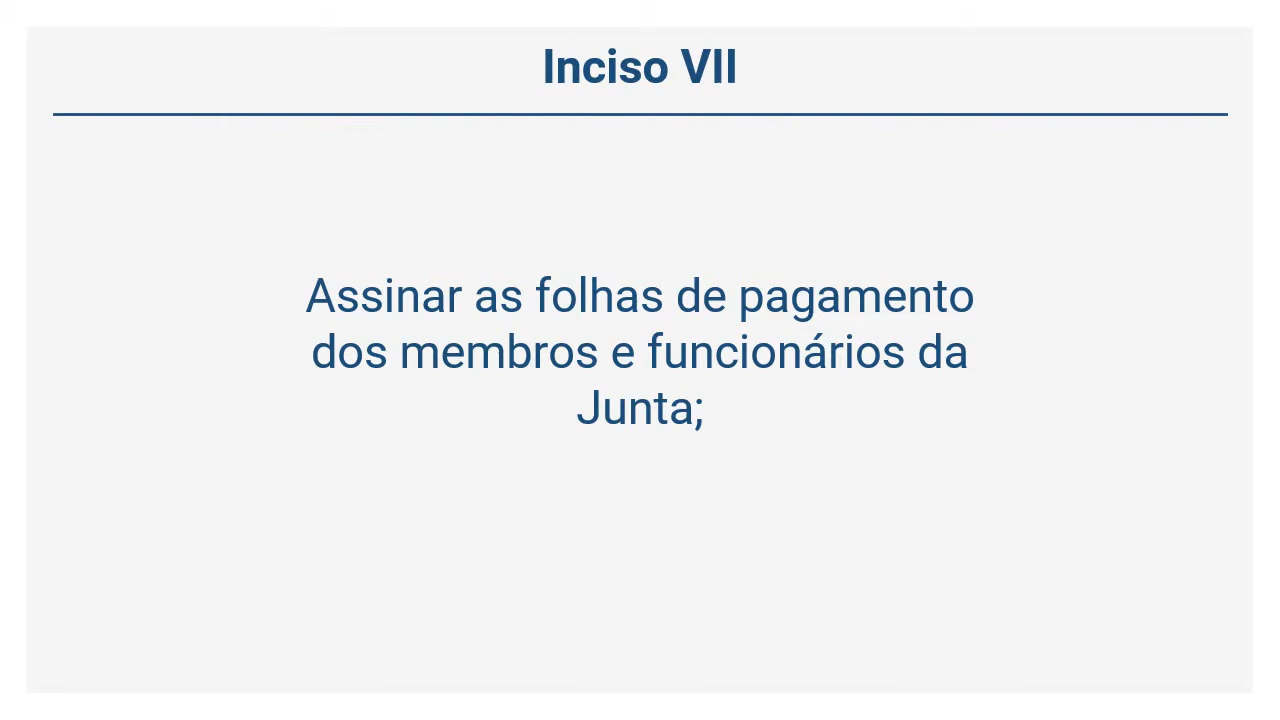 Inciso VII
Assinar as folhas de pagamento
dos membros e funcionários da
Junta;